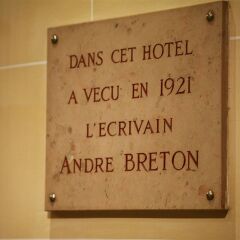 DANS CET HOTEL
A VECU EN 1921
L'ECRIVAIN
ANDRE BRETON